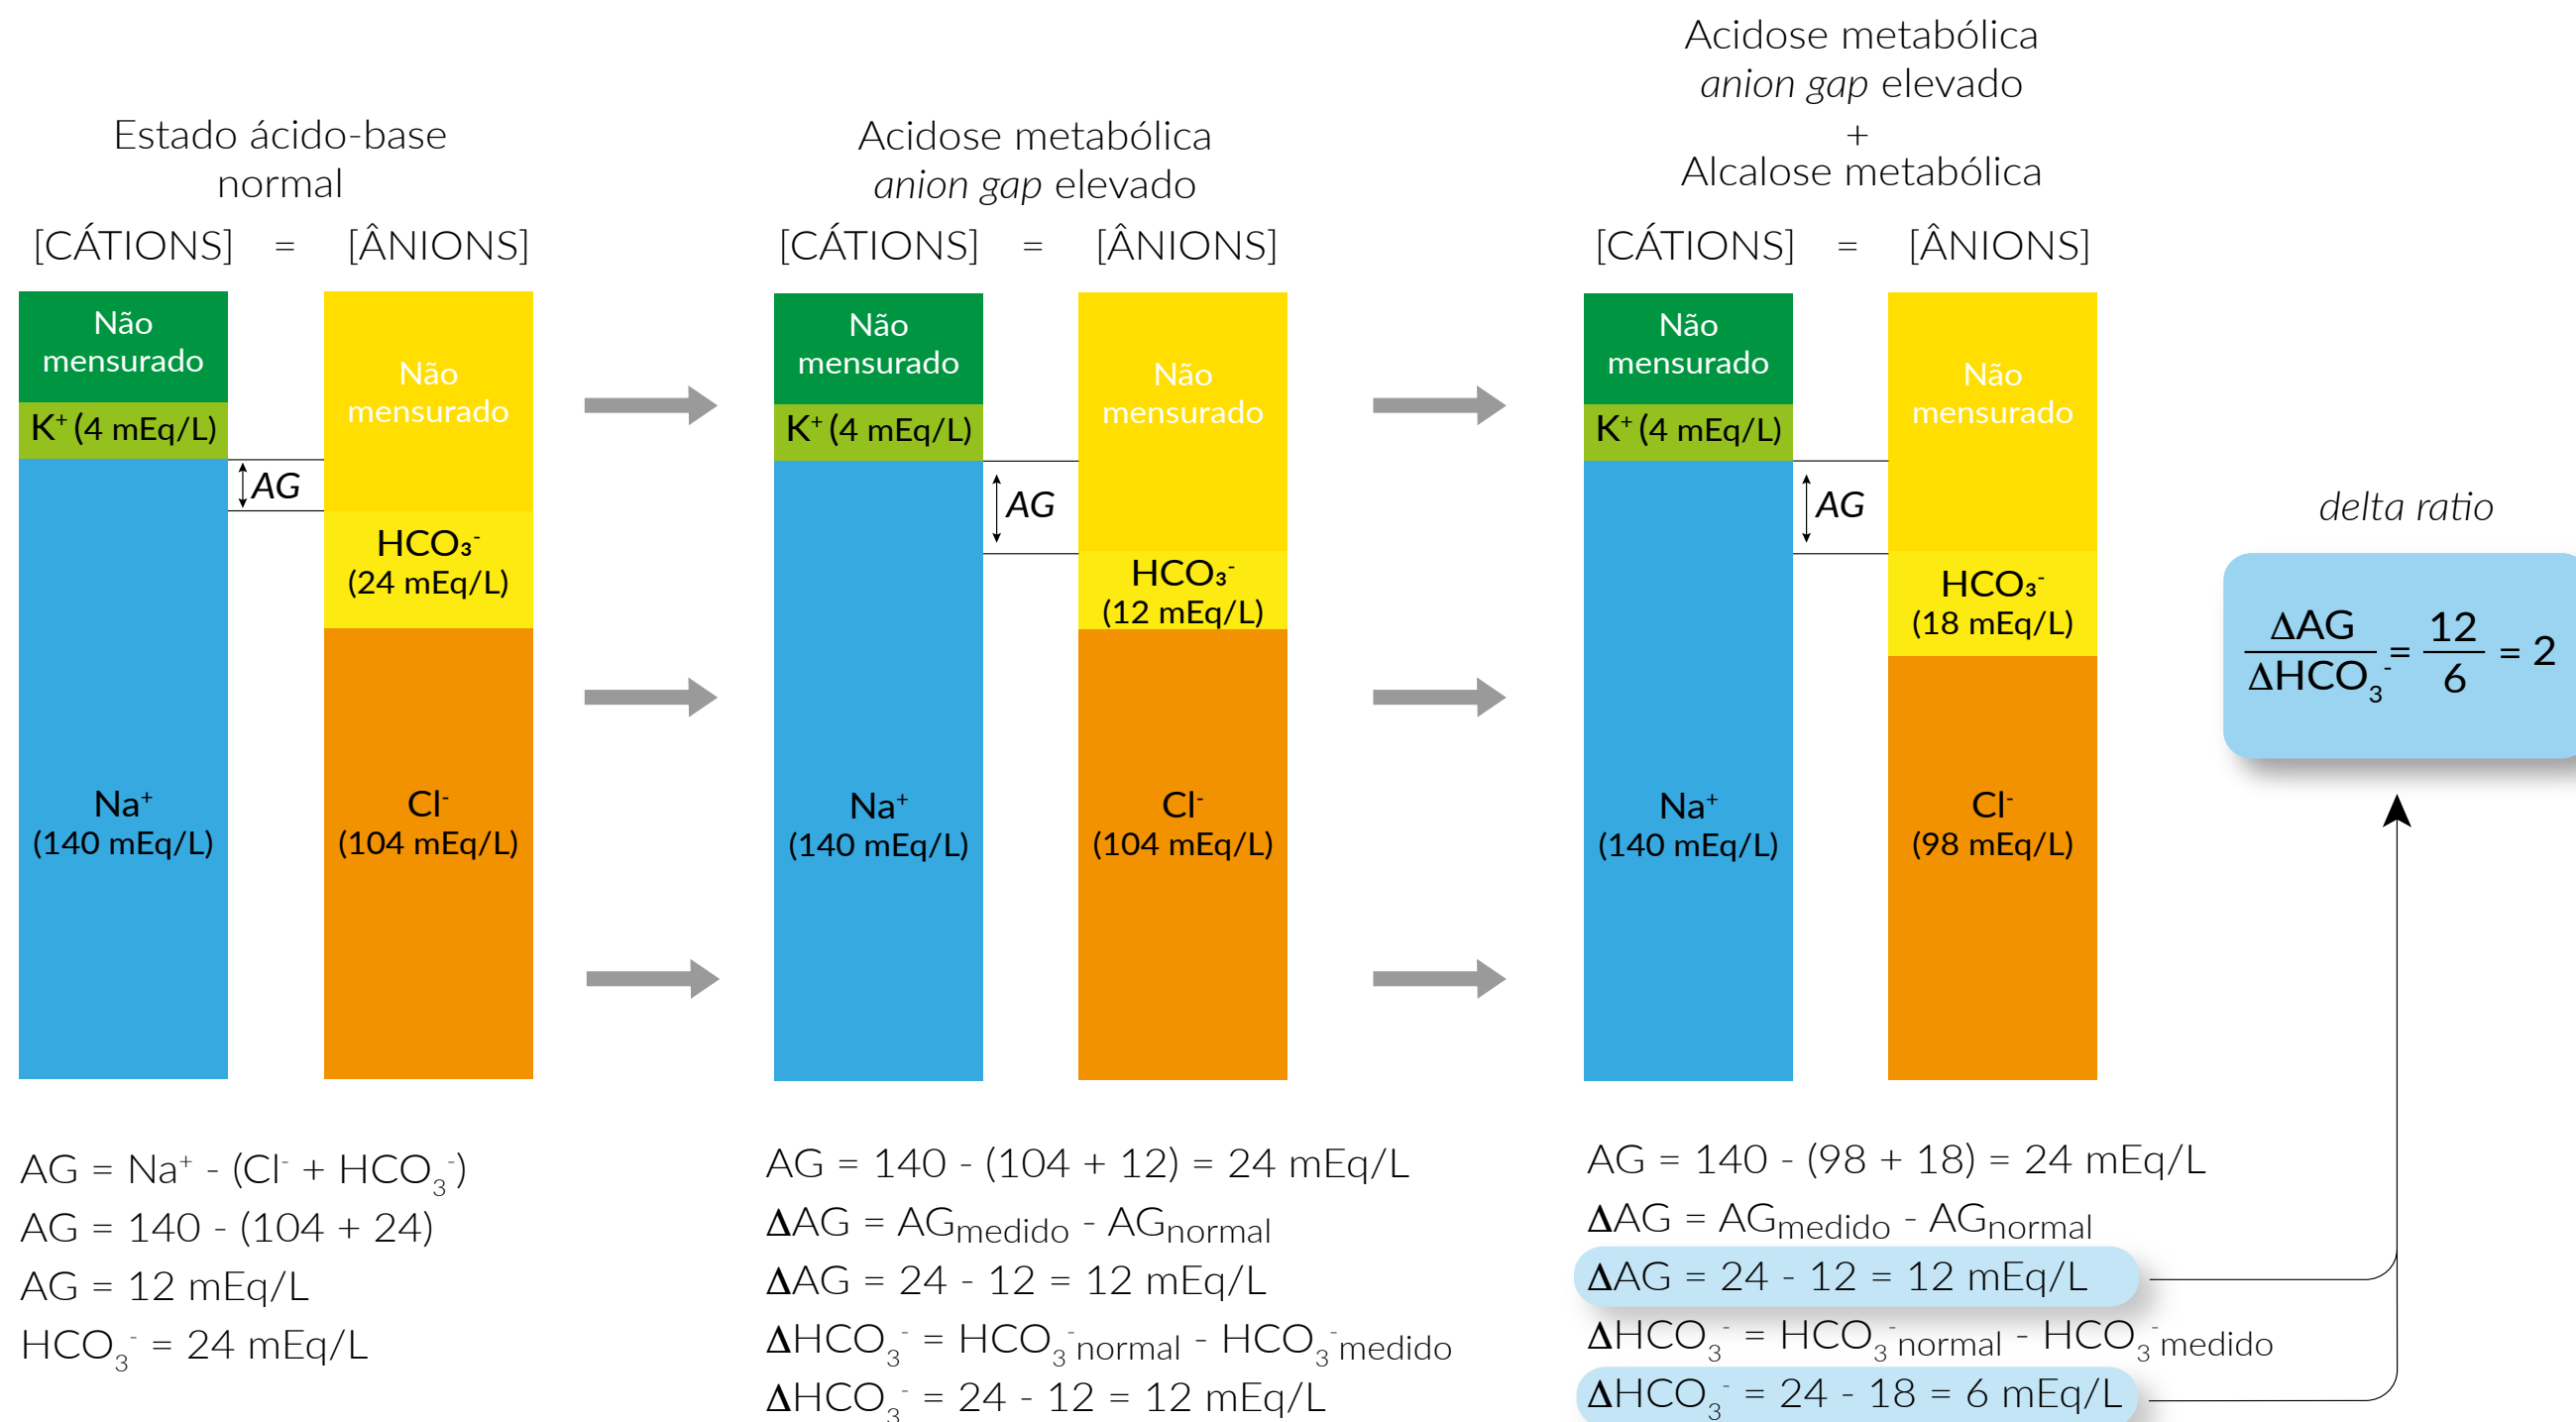 Estado ácido-base
normal
[CÁTIONS] = [ÂNIONS]
Não
mensurado
K⁺ (4 mEq/L)
Na⁺
(140 mEq/L)
AG
Não
mensurado
HCO₃⁻
(24 mEq/L)
Cl⁻
(104 mEq/L)
AG = Na⁺ - (Cl⁻ + HCO₃⁻)
AG = 140 - (104 + 24)
AG = 12 mEq/L
HCO₃⁻ = 24 mEq/L
Acidose metabólica
anion gap elevado
[CÁTIONS] = [ÂNIONS]
Não
mensurado
K⁺ (4 mEq/L)
Na⁺
(140 mEq/L)
AG
Não
mensurado
HCO₃⁻
(12 mEq/L)
Cl⁻
(104 mEq/L)
AG = 140 - (104 + 12) = 24 mEq/L
ΔAG = AGmedido - AGnormal
ΔAG = 24 - 12 = 12 mEq/L
ΔHCO₃⁻ = HCO₃⁻normal - HCO₃⁻medido
ΔHCO₃⁻ = 24 - 12 = 12 mEq/L
Acidose metabólica
anion gap elevado
+
Alcalose metabólica
[CÁTIONS] = [ÂNIONS]
Não
mensurado
K⁺ (4 mEq/L)
Na⁺
(140 mEq/L)
AG
Não
mensurado
HCO₃⁻
(18 mEq/L)
Cl⁻
(98 mEq/L)
AG = 140 - (98 + 18) = 24 mEq/L
ΔAG = AGmedido - AGnormal
ΔAG = 24 - 12 = 12 mEq/L
ΔHCO₃⁻ = HCO₃⁻normal - HCO₃⁻medido
ΔHCO₃⁻ = 24 - 18 = 6 mEq/L
delta ratio
ΔAG/ΔHCO₃⁻ = 12/6 = 2